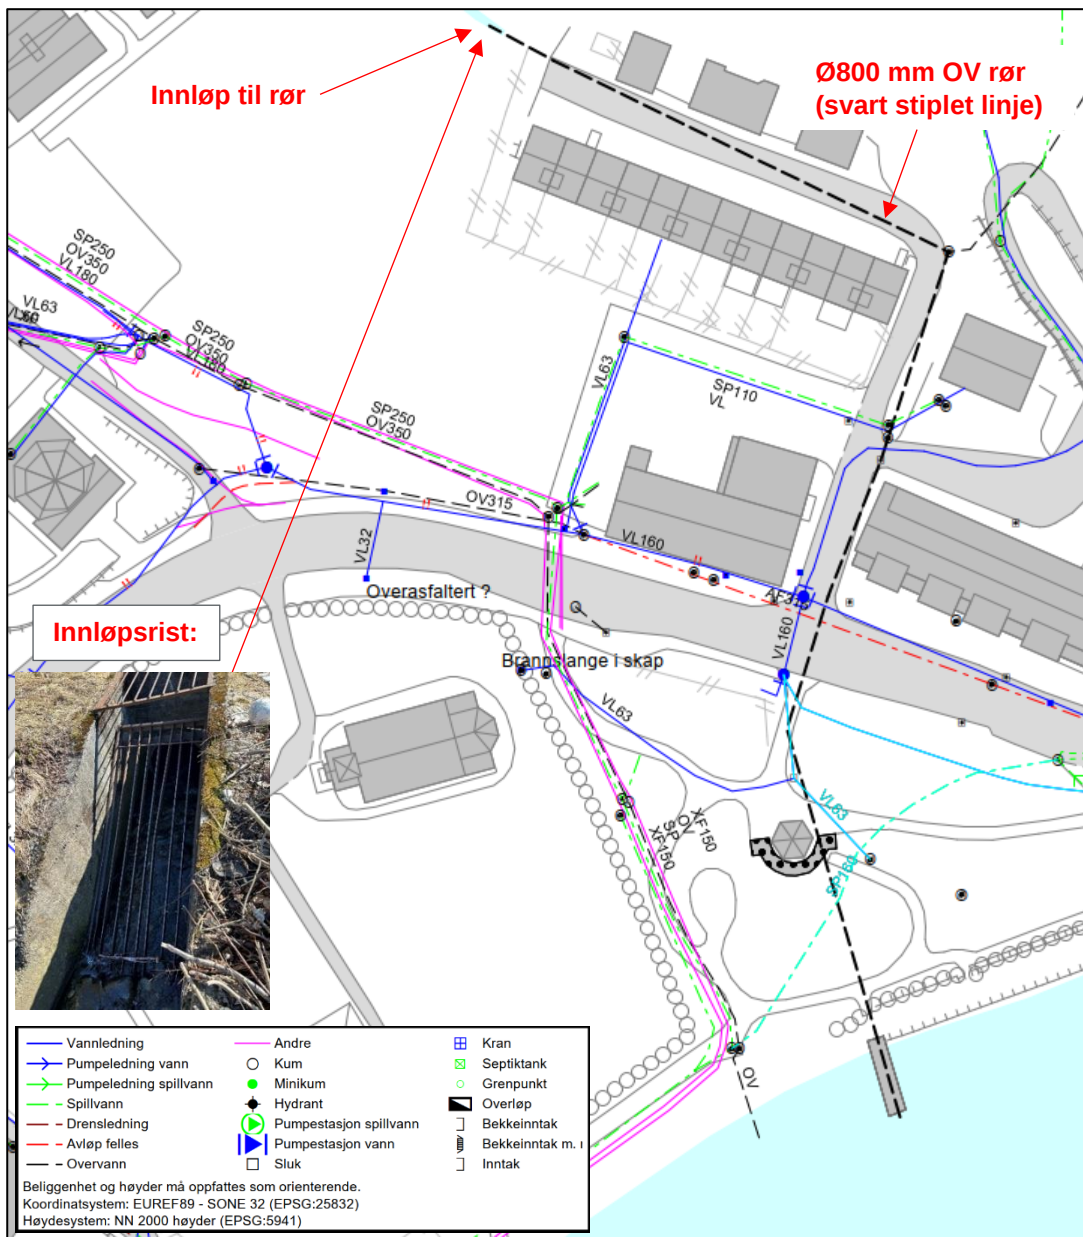 Innløp til rør
Ø800 mm OV rør
(svart stiplet linje)
SP250
OV350
VL180
VL63
SP250
OV350
VL180
SP250
OV350
VL63
SP110
VL
OV315
VL32
VL160
Overasfaltert ?
VL160
Brannslange i skap
VL63
Innløpsrist:
VL63
XF150
OV
SP
XF150
SP160
OV
Vannledning
Pumpeledning vann
Pumpeledning spillvann
Spillvann
Drensledning
Avløp felles
Overvann
Andre
Kum
Minikum
Hydrant
Pumpestasjon spillvann
Pumpestasjon vann
Sluk
Kran
Septiktank
Grenpunkt
Overløp
Bekkeinntak
Bekkeinntak m.
Inntak
Beliggenhet og høyder må oppfattes som orienterende.
Koordinatsystem: EUREF89 - SONE 32 (EPSG:25832)
Høydesystem: NN 2000 høyder (EPSG:5941)